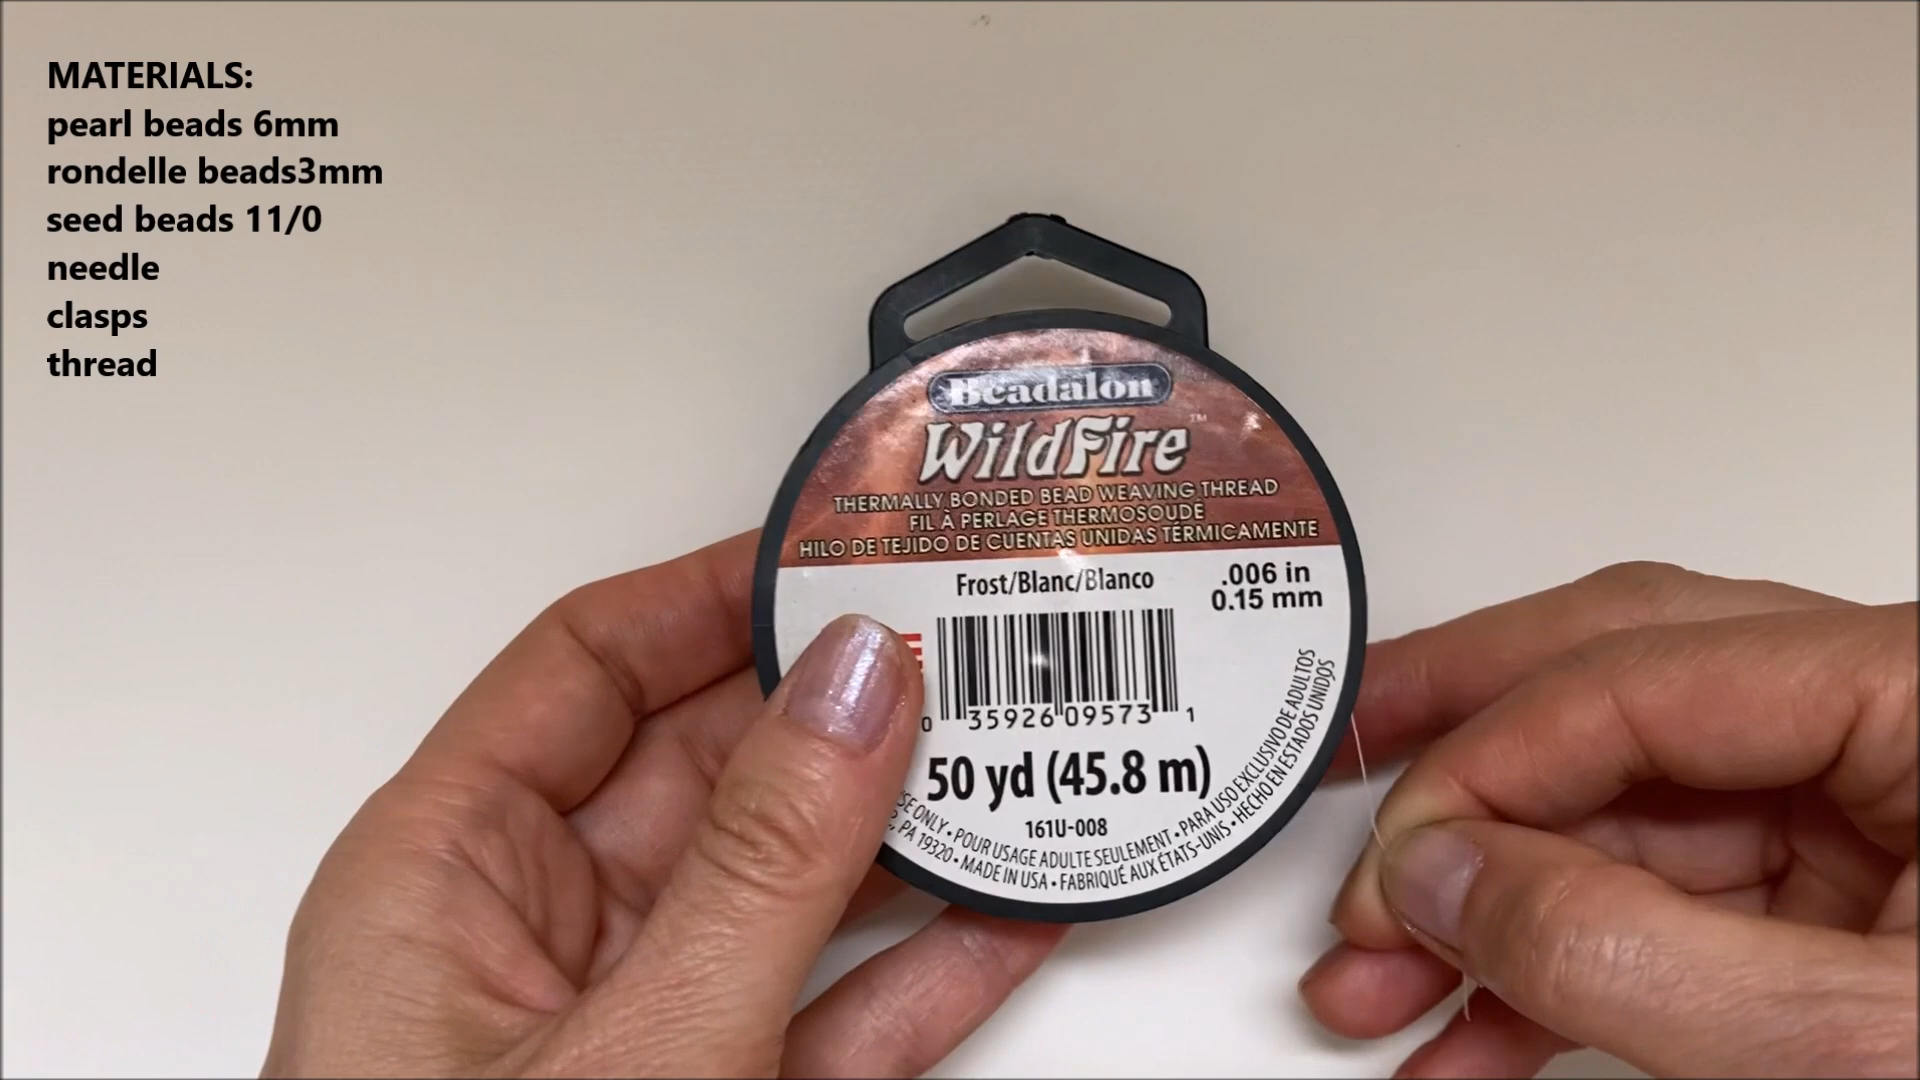 MATERIALS:
pearl beads 6mm
rondelle beads3mm
seed beads 11/0
needle
clasps
thread
Beadalon
WildFire™
THERMALLY BONDED BEAD WEAVING THREAD
FIL À PERLAGE THERMOSOUDÉ
HILO DE TEJIDO DE CUENTAS UNIDAS TÉRMICAMENTE
Frost/Blanc/Blanco
.006 in
0.15 mm
0 35926 09573 1
50 yd (45.8 m)
161U-008
ONLY • POUR USAGE ADULTE SEULEMENT • PARA USO EXCLUSIVO DE ADULTOS
PA 19320 • MADE IN USA • FABRIQUÉ AUX ÉTATS-UNIS • HECHO EN ESTADOS UNIDOS